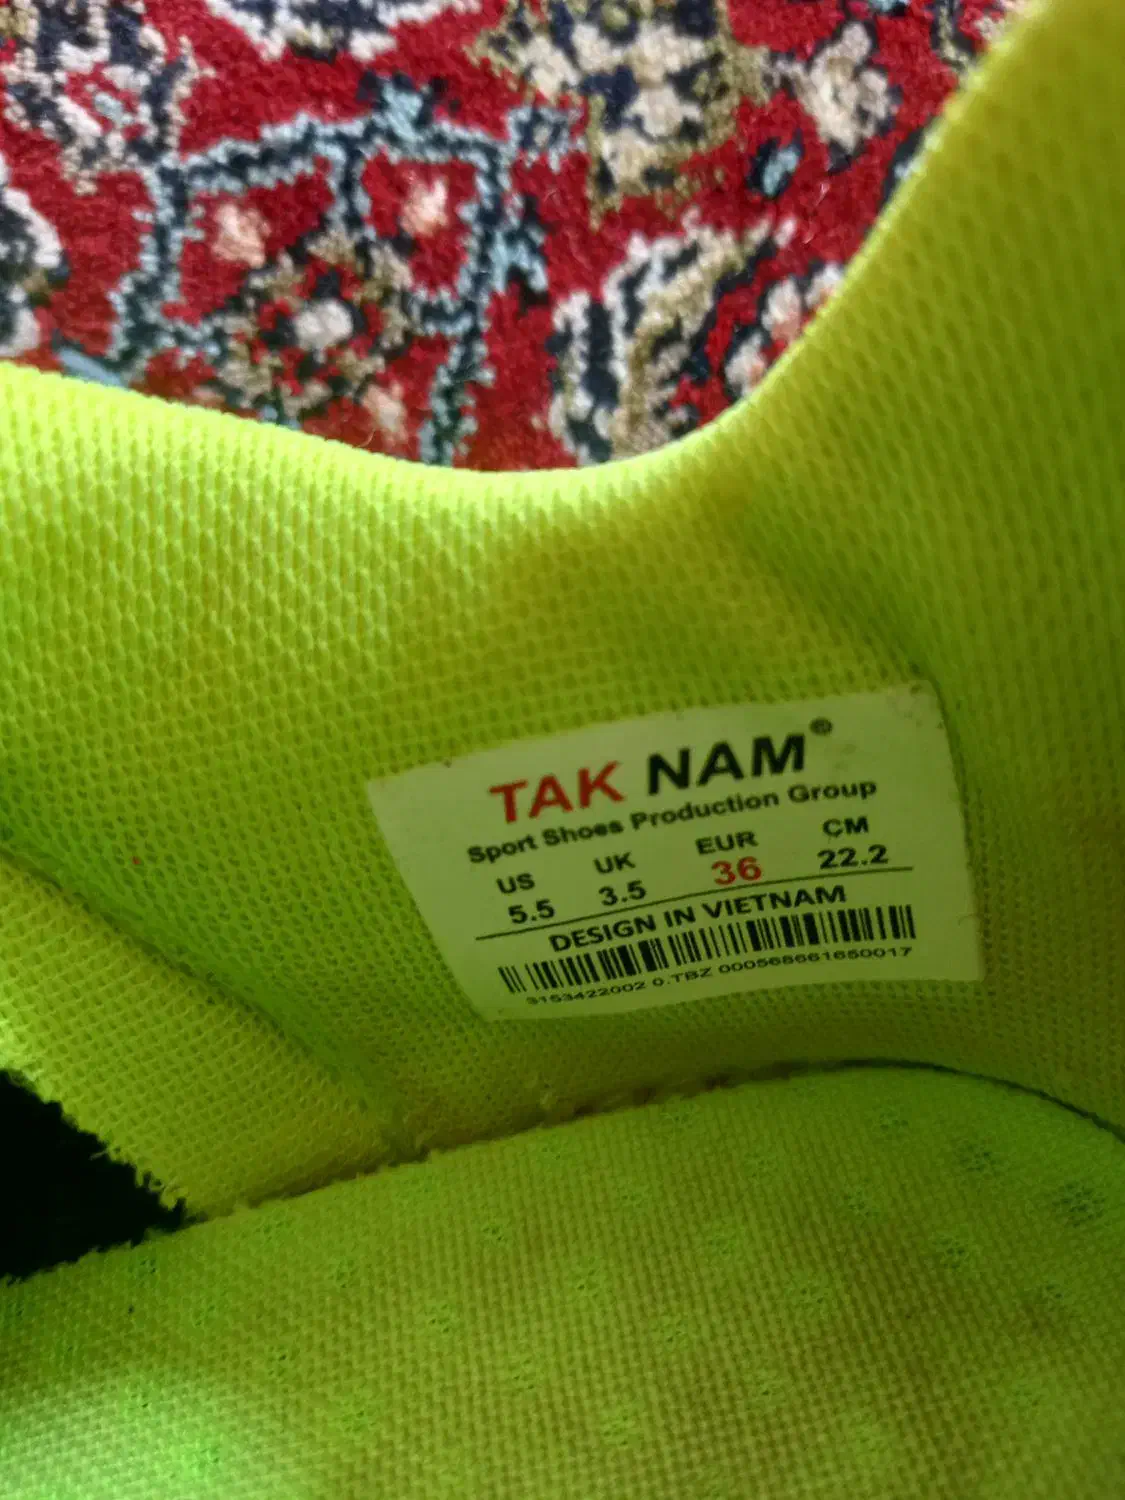 TAK NAM®
Sport Shoes Production Group
US UK EUR CM
5.5 3.5 36 22.2
DESIGN IN VIETNAM
3153422002 0.TBZ 000568661650017